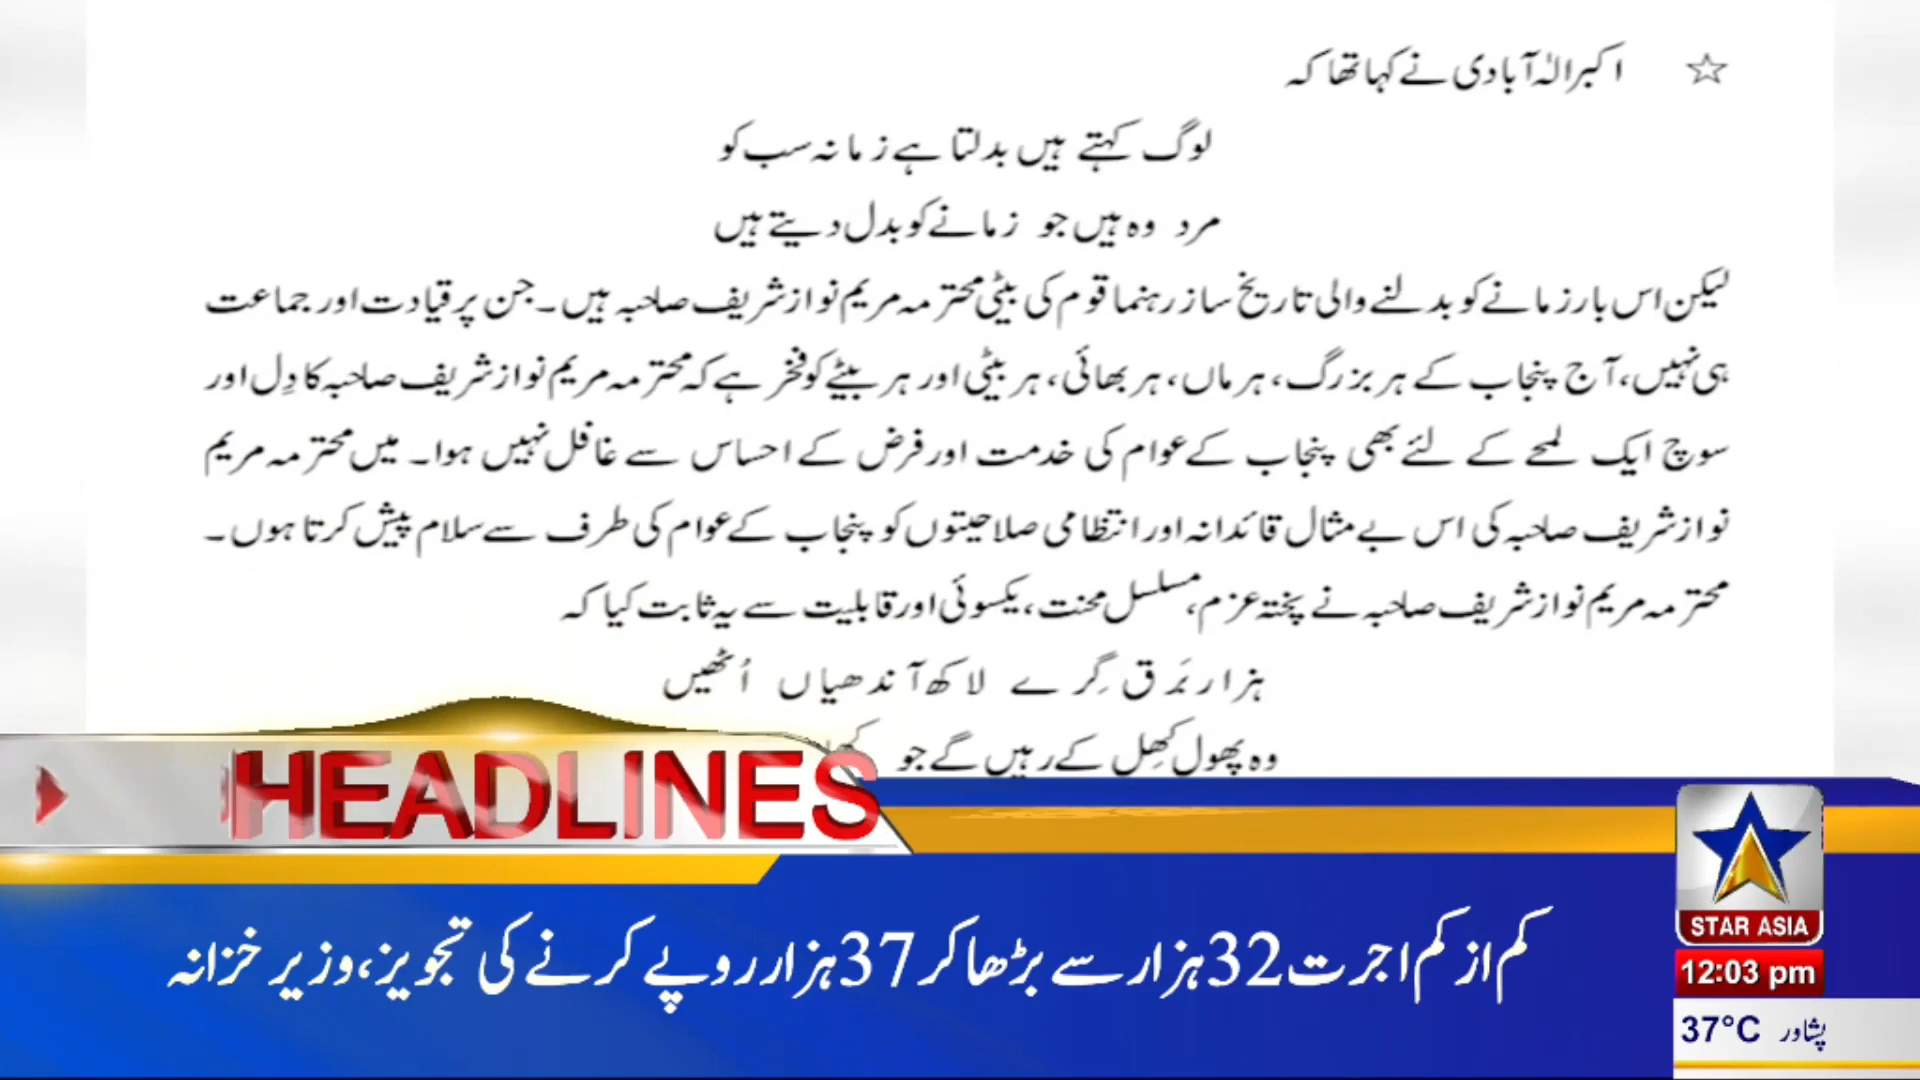 ☆ اکبر الٰہ آبادی نے کہا تھا کہ
لوگ کہتے ہیں بدلتا ہے زمانہ سب کو
مرد وہ ہیں جو زمانے کو بدل دیتے ہیں
لیکن اس بار زمانے کو بدلنے والی تاریخ ساز رہنما قوم کی بیٹی محترمہ مریم نواز شریف صاحبہ ہیں۔ جن پر قیادت اور جماعت
ہی نہیں، آج پنجاب کے ہر بزرگ، ہر ماں، ہر بھائی، ہر بیٹی اور ہر بیٹے کو فخر ہے کہ محترمہ مریم نواز شریف صاحبہ کا دِل اور
سوچ ایک لمحے کے لئے بھی پنجاب کے عوام کی خدمت اور فرض کے احساس سے غافل نہیں ہوا۔ میں محترمہ مریم
نواز شریف صاحبہ کی اس بے مثال قائدانہ اور انتظامی صلاحیتوں کو پنجاب کے عوام کی طرف سے سلام پیش کرتا ہوں۔
محترمہ مریم نواز شریف صاحبہ نے پختہ عزم، مسلسل محنت، یکسوئی اور قابلیت سے یہ ثابت کیا کہ
ہزار بَرق گِرے لاکھ آندھیاں اُٹھیں
وہ پھول کھِل کے رہیں گے جو
HEADLINES
کم از کم اجرت 32 ہزار سے بڑھا کر 37 ہزار روپے کرنے کی تجویز، وزیر خزانہ
STAR ASIA
12:03 pm
37°C پشاور